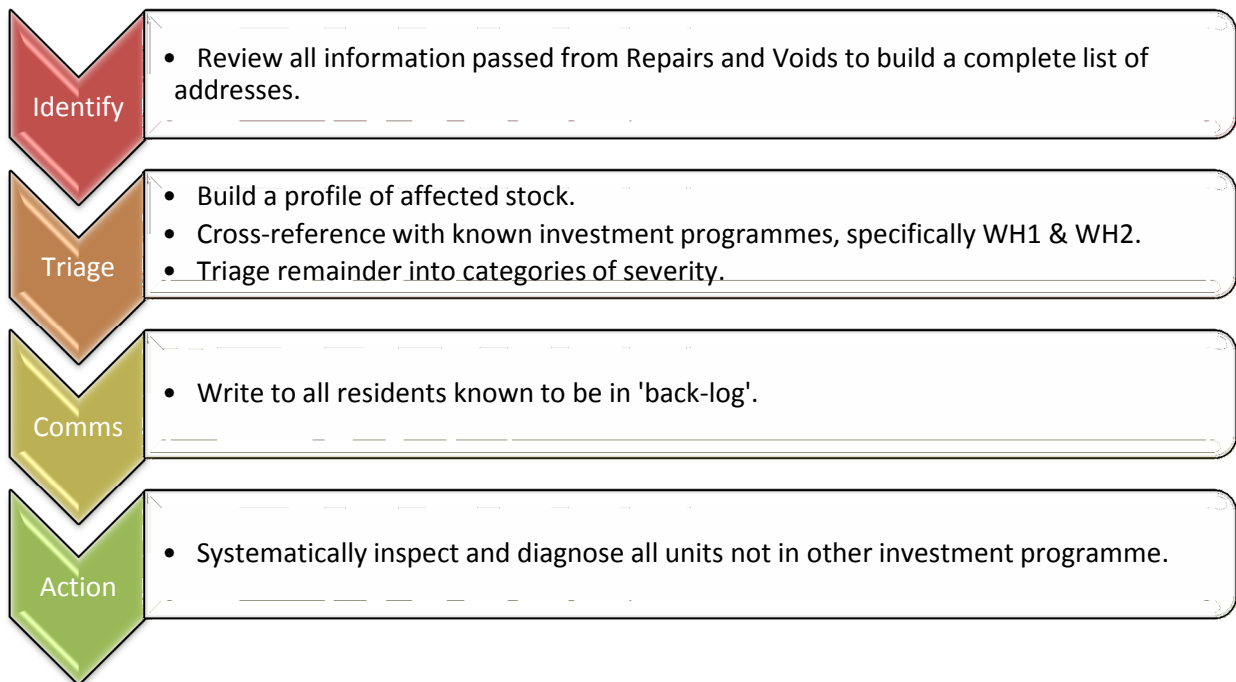 Identify
• Review all information passed from Repairs and Voids to build a complete list of
addresses.
Triage
• Build a profile of affected stock.
• Cross-reference with known investment programmes, specifically WH1 & WH2.
• Triage remainder into categories of severity.
Comms
• Write to all residents known to be in 'back-log'.
Action
• Systematically inspect and diagnose all units not in other investment programme.